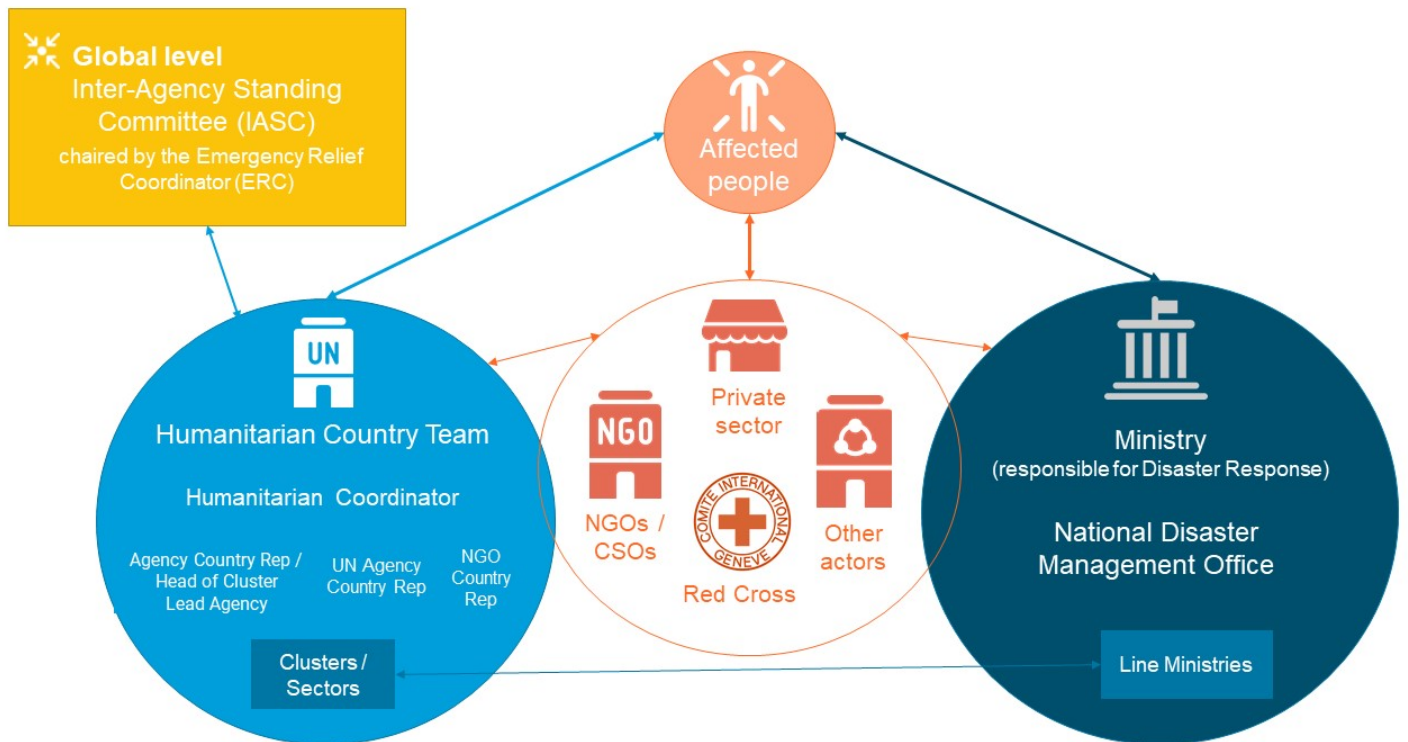 Global level
Inter-Agency Standing
Committee (IASC)
chaired by the Emergency Relief
Coordinator (ERC)
Affected
people
UN
Humanitarian Country Team
Humanitarian Coordinator
Agency Country Rep /
Head of Cluster
Lead Agency
UN Agency
Country Rep
NGO
Country
Rep
Clusters /
Sectors
Private
sector
NGO
NGOs /
CSOs
COMITE INTERNATIONAL
GENEVE
Red Cross
Other
actors
Ministry
(responsible for Disaster Response)
National Disaster
Management Office
Line Ministries